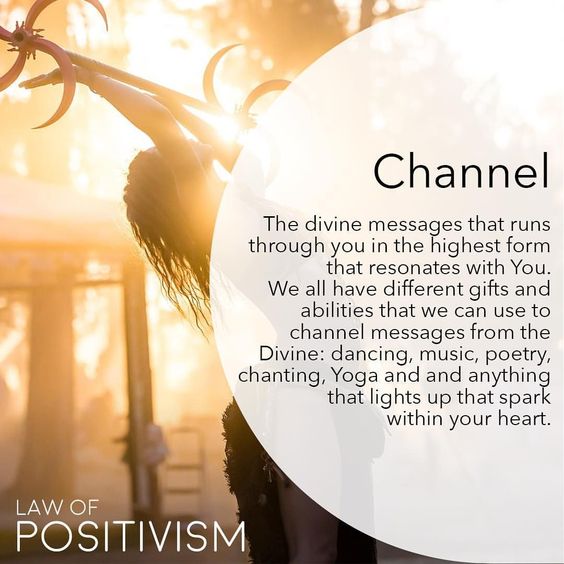 Channel
The divine messages that runs
through you in the highest form
that resonates with You.
We all have different gifts and
abilities that we can use to
channel messages from the
Divine: dancing, music, poetry,
chanting, Yoga and and anything
that lights up that spark
within your heart.
LAW OF
POSITIVISM